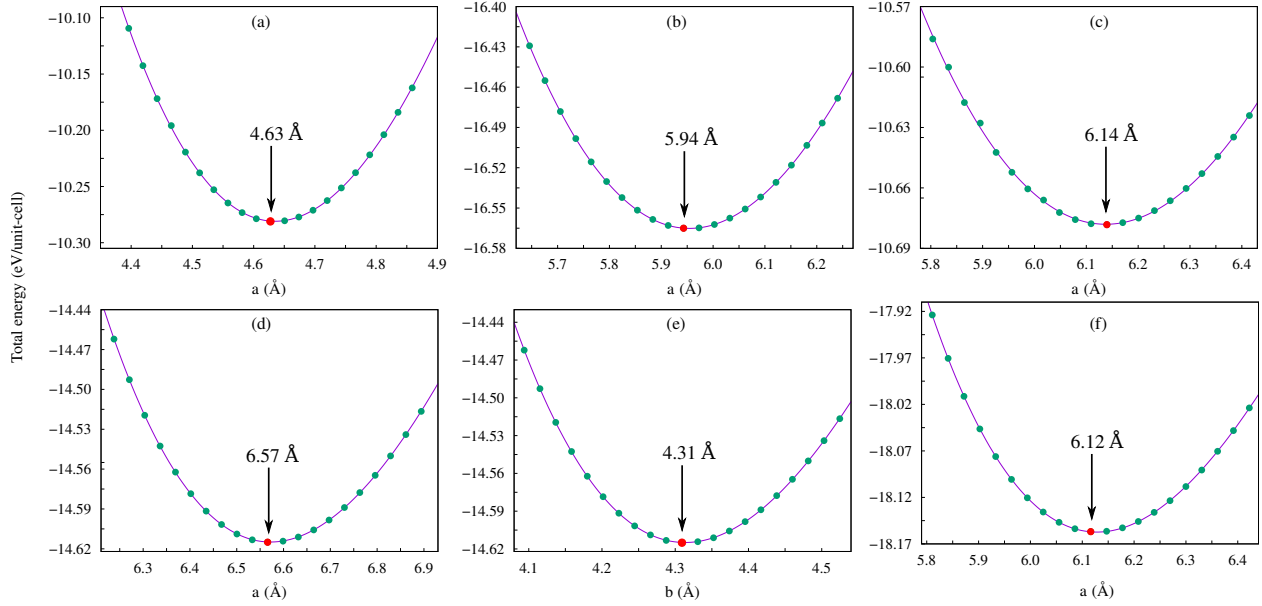 Total energy (eV/unit-cell)
(a)
−10.10
−10.15
−10.20
−10.25
−10.30
4.63 Å
4.4 4.5 4.6 4.7 4.8 4.9
a (Å)
(b)
−16.40
−16.43
−16.46
−16.49
−16.52
−16.55
−16.58
5.94 Å
5.7 5.8 5.9 6.0 6.1 6.2
a (Å)
(c)
−10.57
−10.60
−10.63
−10.66
−10.69
6.14 Å
5.8 5.9 6.0 6.1 6.2 6.3 6.4
a (Å)
(d)
−14.44
−14.47
−14.50
−14.53
−14.56
−14.59
−14.62
6.57 Å
6.3 6.4 6.5 6.6 6.7 6.8 6.9
a (Å)
(e)
−14.44
−14.47
−14.50
−14.53
−14.56
−14.59
−14.62
4.31 Å
4.1 4.2 4.3 4.4 4.5
b (Å)
(f)
−17.92
−17.97
−18.02
−18.07
−18.12
−18.17
6.12 Å
5.8 5.9 6.0 6.1 6.2 6.3 6.4
a (Å)